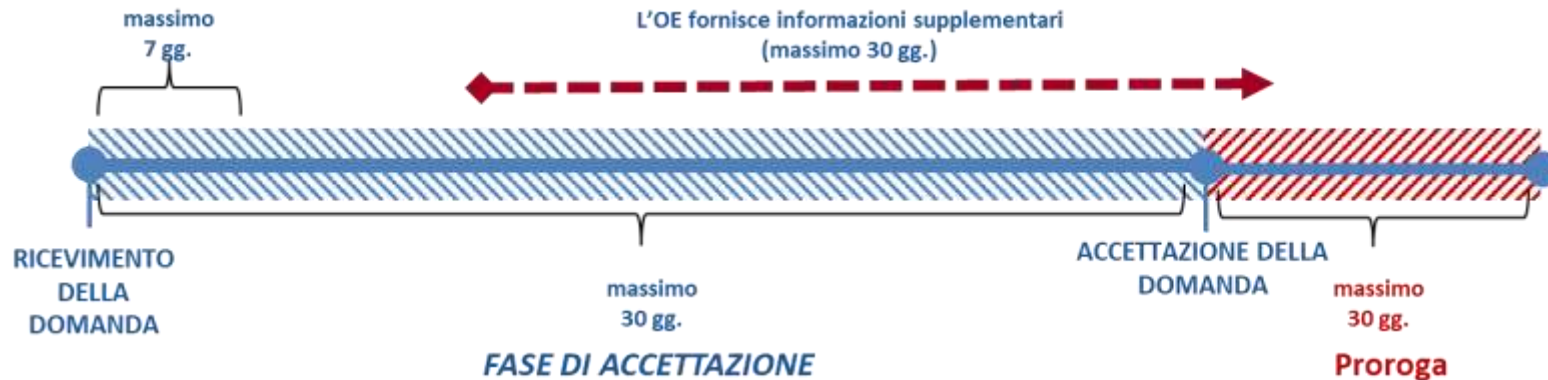 massimo
7 gg.
L'OE fornisce informazioni supplementari
(massimo 30 gg.)
RICEVIMENTO
DELLA
DOMANDA
massimo
30 gg.
FASE DI ACCETTAZIONE
ACCETTAZIONE DELLA
DOMANDA
massimo
30 gg.
Proroga